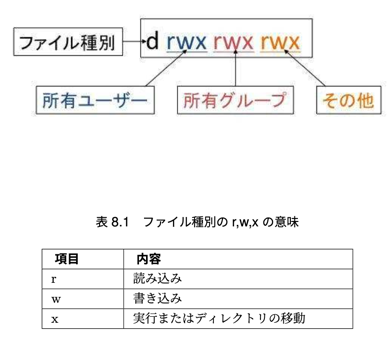 ファイル種別 d rwx rwx rwx
所有ユーザー 所有グループ その他
表 8.1 ファイル種別の r,w,x の意味
項目 内容
r 読み込み
w 書き込み
x 実行またはディレクトリの移動